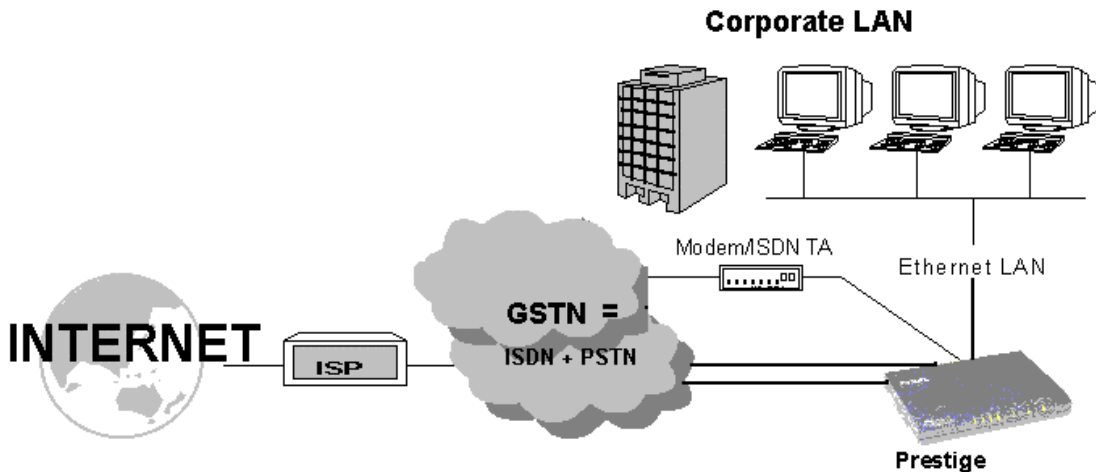 Corporate LAN
Modem/ISDN TA
Ethernet LAN
GSTN =
ISDN + PSTN
INTERNET
ISP
Prestige